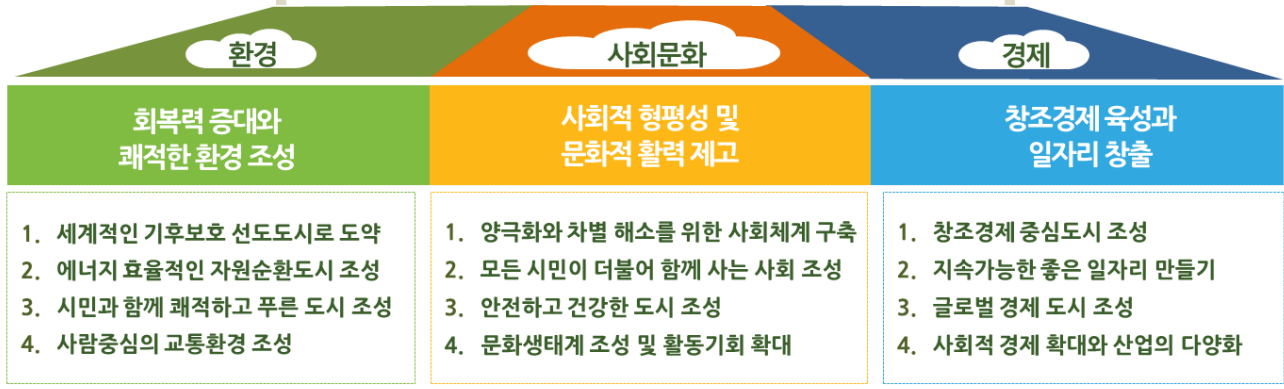 환경
사회문화
경제
회복력 증대와
쾌적한 환경 조성
사회적 형평성 및
문화적 활력 제고
창조경제 육성과
일자리 창출
1. 세계적인 기후보호 선도도시로 도약
2. 에너지 효율적인 자원순환도시 조성
3. 시민과 함께 쾌적하고 푸른 도시 조성
4. 사람중심의 교통환경 조성
1. 양극화와 차별 해소를 위한 사회체계 구축
2. 모든 시민이 더불어 함께 사는 사회 조성
3. 안전하고 건강한 도시 조성
4. 문화생태계 조성 및 활동기회 확대
1. 창조경제 중심도시 조성
2. 지속가능한 좋은 일자리 만들기
3. 글로벌 경제 도시 조성
4. 사회적 경제 확대와 산업의 다양화